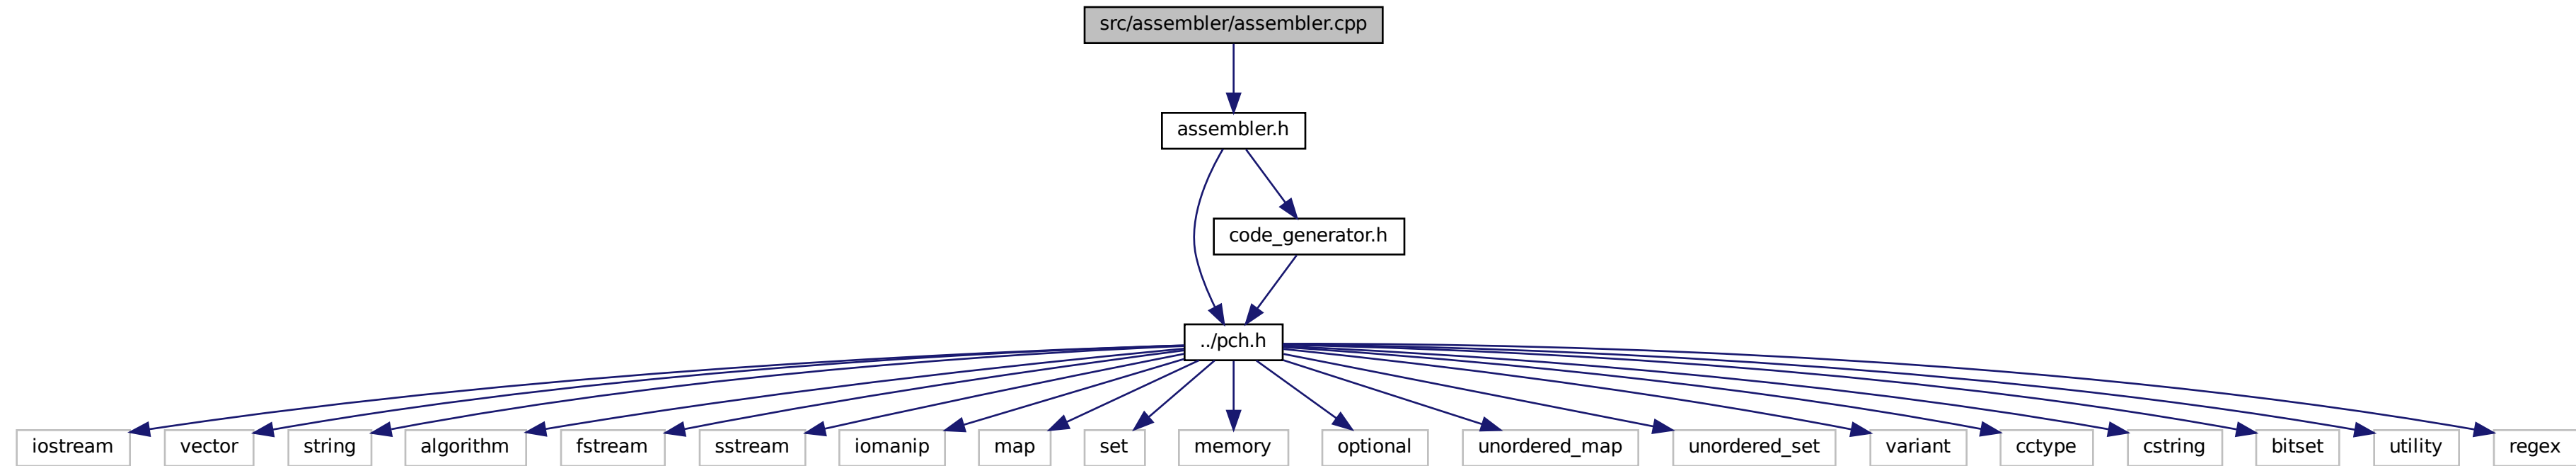 src/assembler/assembler.cpp
assembler.h
code_generator.h
../pch.h
iostream
vector
string
algorithm
fstream
sstream
iomanip
map
set
memory
optional
unordered_map
unordered_set
variant
cctype
cstring
bitset
utility
regex